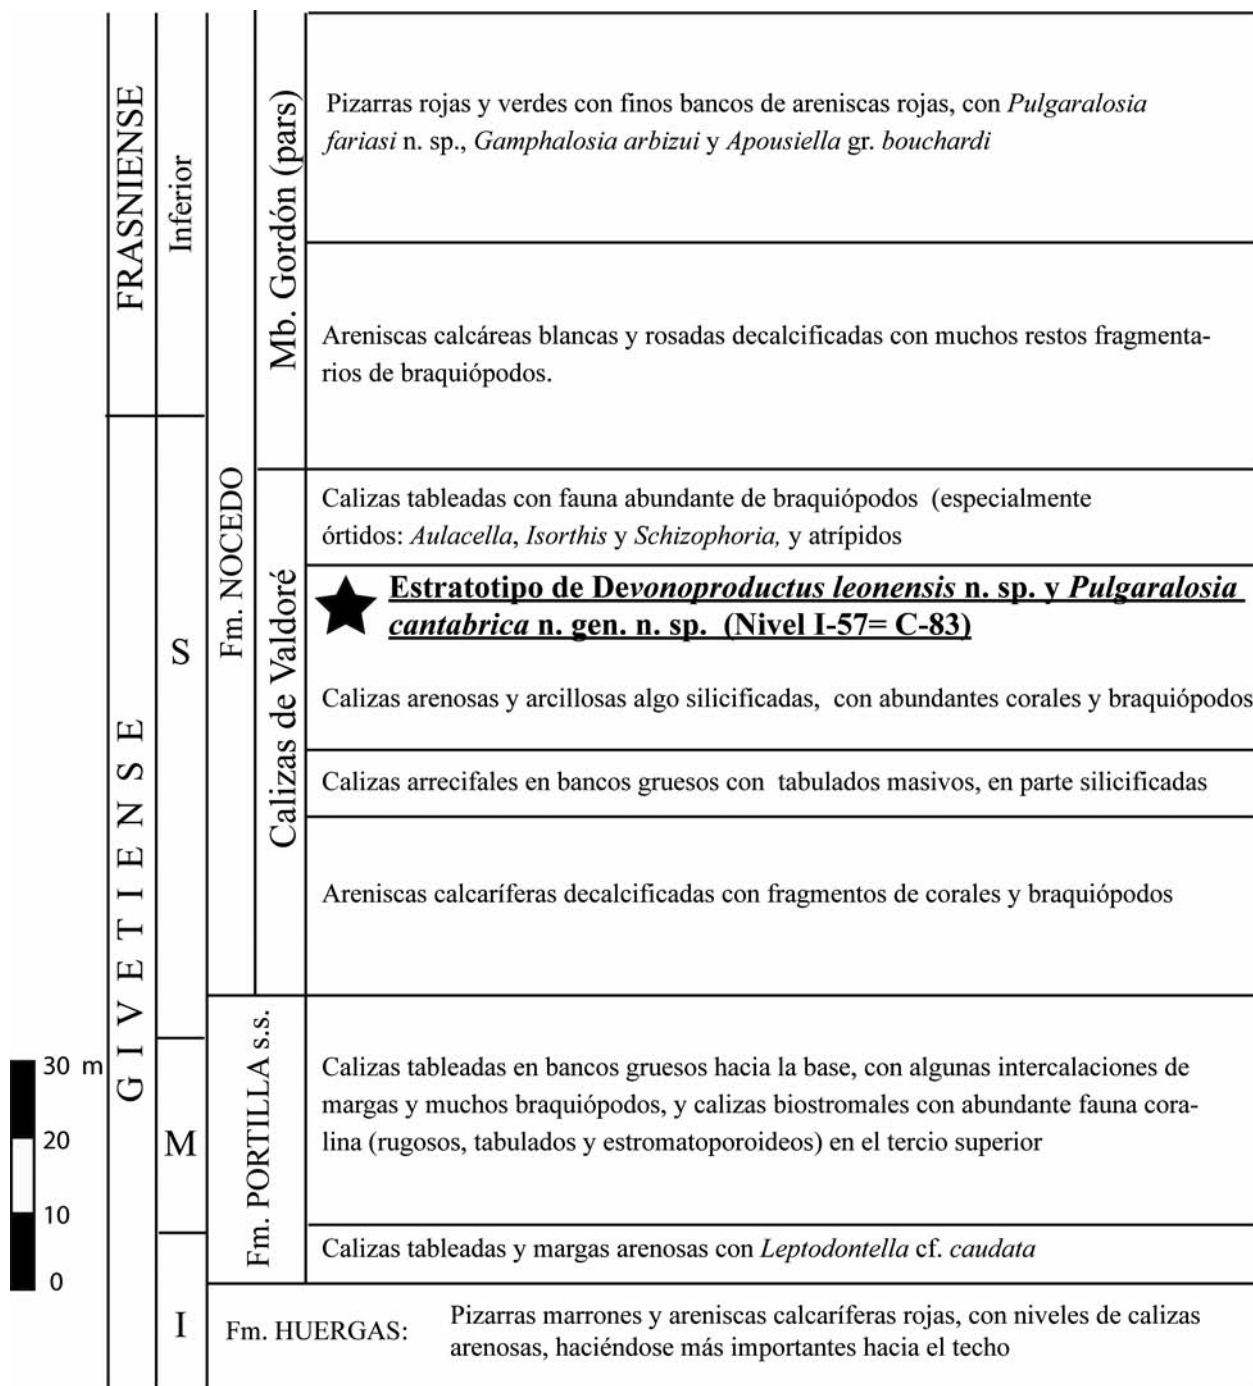 FRASNIENSE
Inferior
Mb. Gordón (pars)
Pizarras rojas y verdes con finos bancos de areniscas rojas, con Pulgaralosia
fariasi n. sp., Gamphalosia arbizui y Apousiella gr. bouchardi
Areniscas calcáreas blancas y rosadas decalcificadas con muchos restos fragmenta-
rios de braquiópodos.
GIVETIENSE
S
Fm. NOCEDO
Calizas de Valdoré
Calizas tableadas con fauna abundante de braquiópodos (especialmente
órtidos: Aulacella, Isorthis y Schizophoria, y atrípidos
Estratotipo de Devonoproductus leonensis n. sp. y Pulgaralosia
cantabrica n. gen. n. sp. (Nivel I-57= C-83)
Calizas arenosas y arcillosas algo silicificadas, con abundantes corales y braquiópodos
Calizas arrecifales en bancos gruesos con tabulados masivos, en parte silicificadas
Areniscas calcaríferas decalcificadas con fragmentos de corales y braquiópodos
M
Fm. PORTILLA s.s.
Calizas tableadas en bancos gruesos hacia la base, con algunas intercalaciones de
margas y muchos braquiópodos, y calizas biostromales con abundante fauna cora-
lina (rugosos, tabulados y estromatoporoideos) en el tercio superior
Calizas tableadas y margas arenosas con Leptodontella cf. caudata
I
Fm. HUERGAS:
Pizarras marrones y areniscas calcaríferas rojas, con niveles de calizas
arenosas, haciéndose más importantes hacia el techo
30 m
20
10
0